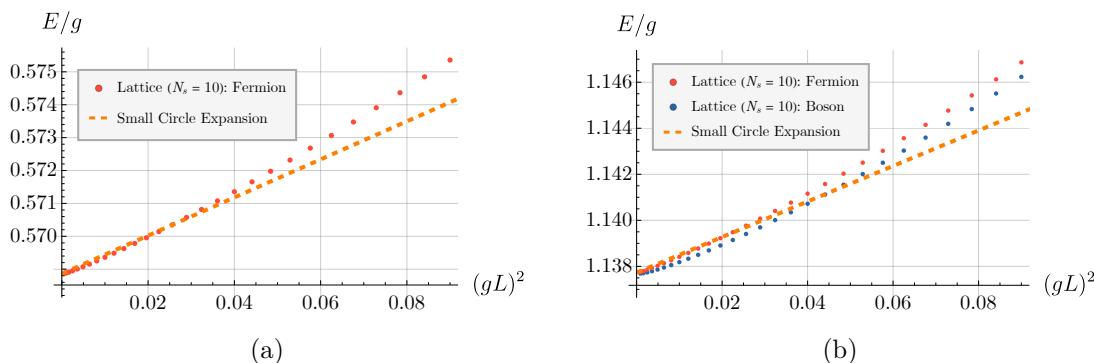 E/g
0.575
0.574
0.573
0.572
0.571
0.570
Lattice (N_s = 10): Fermion
Small Circle Expansion
0.02 0.04 0.06 0.08
(gL)^2
(a)
E/g
1.146
1.144
1.142
1.140
1.138
Lattice (N_s = 10): Fermion
Lattice (N_s = 10): Boson
Small Circle Expansion
0.02 0.04 0.06 0.08
(gL)^2
(b)